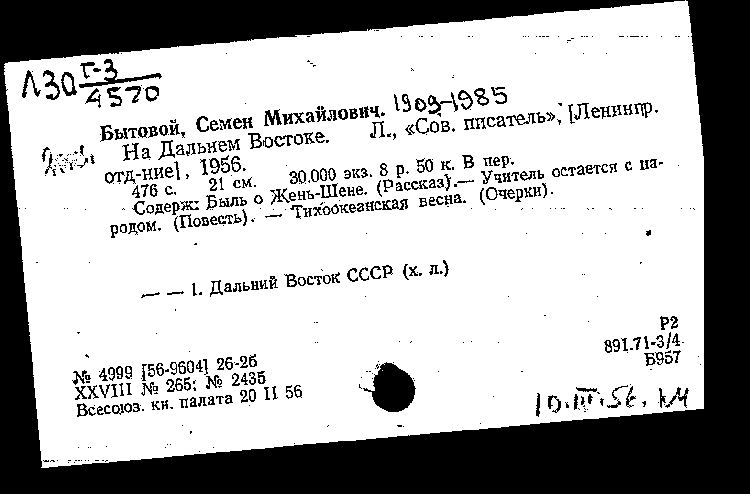 Л30 Г-3
4570
Бытовой, Семен Михайлович. 1909-1985
На Дальнем Востоке. Л., «Сов. писатель», [Ленингр.
отд-ние], 1956.
476 с. 21 см. 30.000 экз. 8 р. 50 к. В пер.
Содерж: Быль о Жень-Шене. (Рассказ).— Учитель остается с на-
родом. (Повесть). — Тихоокеанская весна. (Очерки).
— — 1. Дальний Восток СССР (х. л.)
Р2
891.71-3/4
Б957
№ 4999 [56-9604] 26-2б
XXVIII № 265; № 2435
Всесоюз. кн. палата 20 II 56
10.III.56.